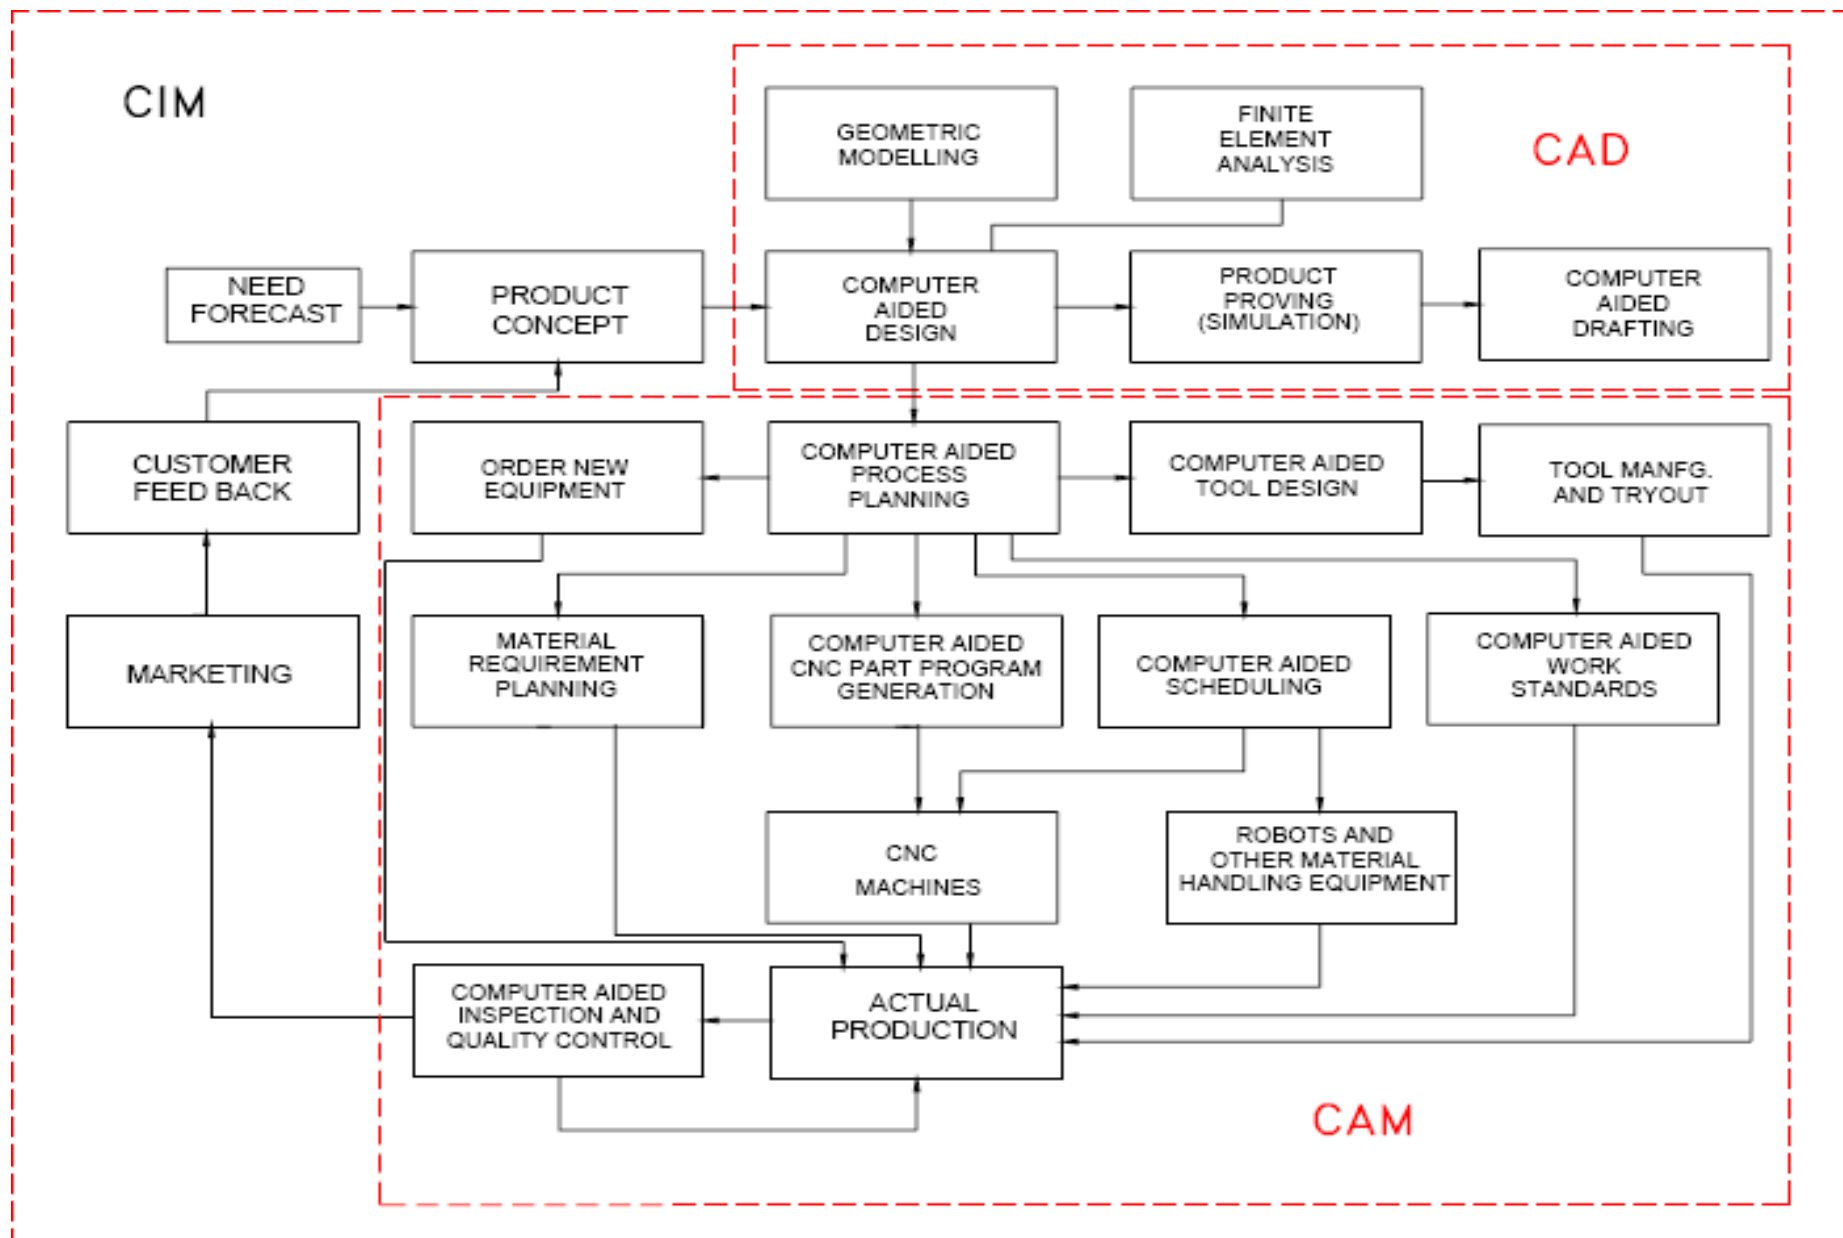 CIM
GEOMETRIC
MODELLING
FINITE
ELEMENT
ANALYSIS
CAD
NEED
FORECAST
PRODUCT
CONCEPT
COMPUTER
AIDED
DESIGN
PRODUCT
PROVING
(SIMULATION)
COMPUTER
AIDED
DRAFTING
CUSTOMER
FEED BACK
ORDER NEW
EQUIPMENT
COMPUTER AIDED
PROCESS
PLANNING
COMPUTER AIDED
TOOL DESIGN
TOOL MANFG.
AND TRYOUT
MARKETING
MATERIAL
REQUIREMENT
PLANNING
COMPUTER AIDED
CNC PART PROGRAM
GENERATION
COMPUTER AIDED
SCHEDULING
COMPUTER AIDED
WORK
STANDARDS
CNC
MACHINES
ROBOTS AND
OTHER MATERIAL
HANDLING EQUIPMENT
COMPUTER AIDED
INSPECTION AND
QUALITY CONTROL
ACTUAL
PRODUCTION
CAM